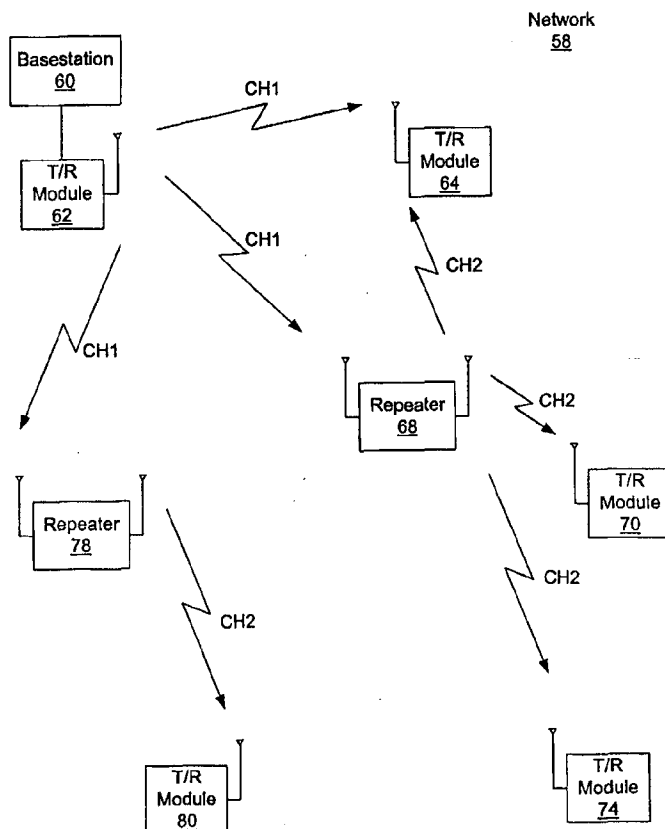 Network
58
Basestation
60
CH1
T/R
Module
62
T/R
Module
64
CH1
CH2
CH1
Repeater
68
CH2
T/R
Module
70
Repeater
78
CH2
CH2
T/R
Module
80
T/R
Module
74